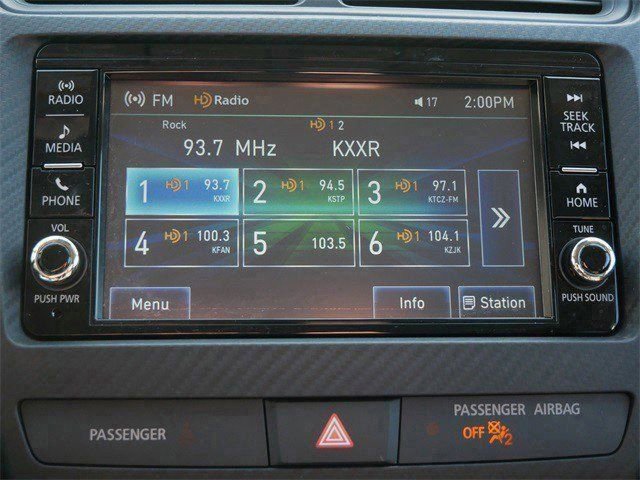 RADIO
MEDIA
PHONE
VOL
PUSH PWR
FM HD Radio 17 2:00PM
Rock HD 1 2
93.7 MHz KXXR
1 HD 1 93.7 KXXR
2 HD 1 94.5 KSTP
3 HD 1 97.1 KTCZ-FM
4 HD 1 100.3 KFAN
5 103.5
6 HD 1 104.1 KZJK
Menu Info Station
SEEK
TRACK
HOME
TUNE
PUSH SOUND
PASSENGER
PASSENGER AIRBAG
OFF 2